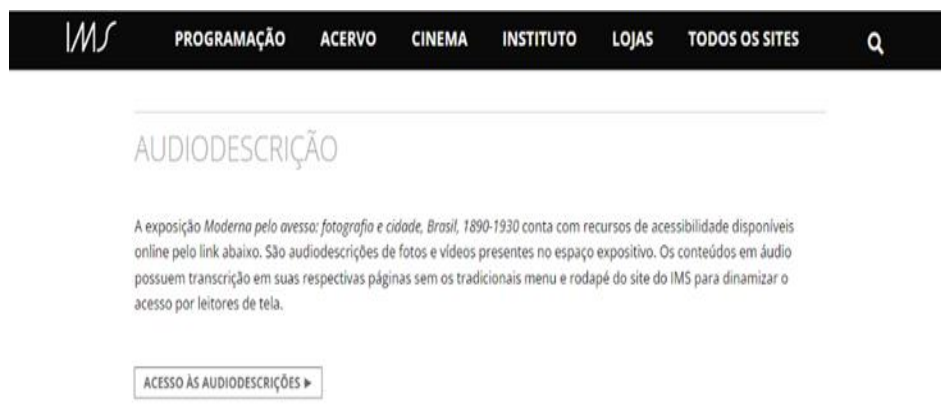 IMS PROGRAMAÇÃO ACERVO CINEMA INSTITUTO LOJAS TODOS OS SITES
AUDIODESCRIÇÃO
A exposição Moderna pelo avesso: fotografia e cidade, Brasil, 1890-1930 conta com recursos de acessibilidade disponíveis
online pelo link abaixo. São audiodescrições de fotos e vídeos presentes no espaço expositivo. Os conteúdos em áudio
possuem transcrição em suas respectivas páginas sem os tradicionais menu e rodapé do site do IMS para dinamizar o
acesso por leitores de tela.
ACESSO ÀS AUDIODESCRIÇÕES ▶